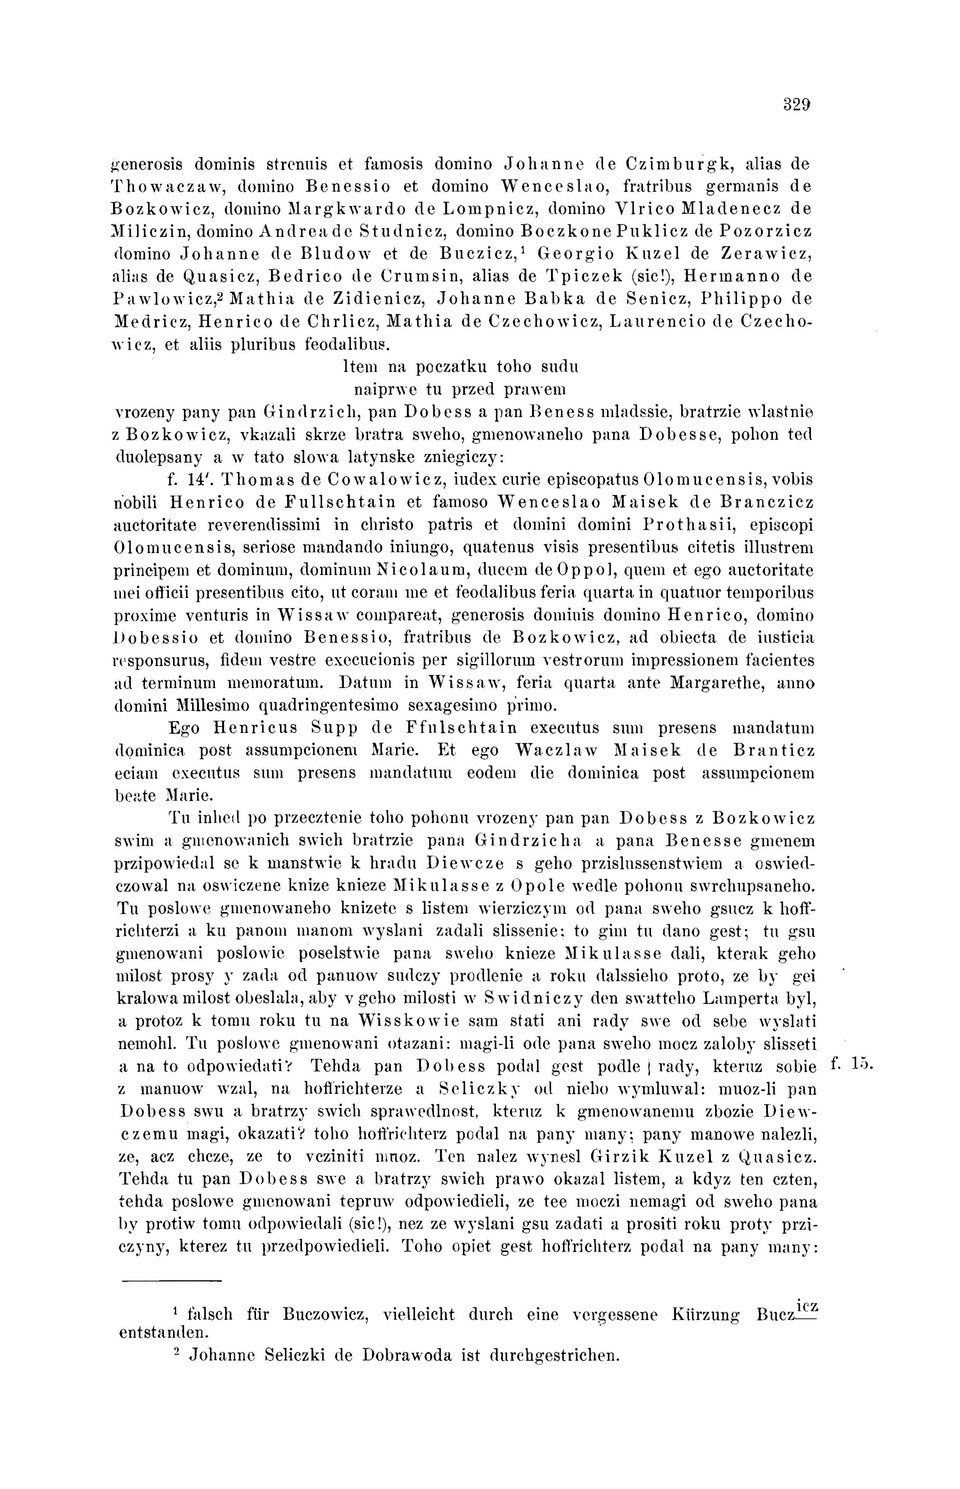 329
generosis dominis strenuis et famosis domino Johanne de Czimburgk, alias de
Thowaczaw, domino Benessio et domino Wenceslao, fratribus germanis de
Bozkowicz, domino Margkwardo de Lompnicz, domino Vlrico Mladenecz de
Miliczin, domino Andrea de Studnicz, domino Boczkone Puklicz de Pozorzicz
domino Johanne de Bludow et de Buczicz,¹ Georgio Kuzel de Zerawicz,
alias de Quasicz, Bedrico de Crumsin, alias de Tpiczek (sic!), Hermanno de
Pawlowicz,² Mathia de Zidienicz, Johanne Babka de Senicz, Philippo de
Medricz, Henrico de Chrlicz, Mathia de Czechowicz, Laurencio de Czecho-
wicz, et aliis pluribus feodalibus.
Item na poczatku toho sudu
naiprwe tu przed prawem
vrozeny pany pan Gindrzich, pan Dobess a pan Beness mladssie, bratrzie wlastnie
z Bozkowicz, vkazali skrze bratra sweho, gmenowaneho pana Dobesse, pohon ted
duolepsany a w tato slowa latynske zniegiczy:
f. 14'. Thomas de Cowalowicz, iudex curie episcopatus Olomucensis, vobis
nobili Henrico de Fullschtain et famoso Wenceslao Maisek de Branczicz
auctoritate reverendissimi in christo patris et domini domini Prothasii, episcopi
Olomucensis, seriose mandando iniungo, quatenus visis presentibus citetis illustrem
principem et dominum, dominum Nicolaum, ducem de Oppol, quem et ego auctoritate
mei officii presentibus cito, ut coram me et feodalibus feria quarta in quatuor temporibus
proxime venturis in Wissaw compareat, generosis dominis domino Henrico, domino
Dobessio et domino Benessio, fratribus de Bozkowicz, ad obiecta de iusticia
responsurus, fidem vestre execucionis per sigillorum vestrorum impressionem facientes
ad terminum memoratum. Datum in Wissaw, feria quarta ante Margarethe, anno
domini Millesimo quadringentesimo sexagesimo primo.
Ego Henricus Supp de Ffulschtain executus sum presens mandatum
dominica post assumpcionem Marie. Et ego Waczlaw Maisek de Branticz
eciam executus sum presens mandatum eodem die dominica post assumpcionem
beate Marie.
Tu inhed po przecztenie toho pohonu vrozeny pan pan Dobess z Bozkowicz
swim a gmenowanich swich bratrzie pana Gindrzicha a pana Benesse gmenem
przipowiedal se k manstwie k hradu Diewcze s geho przislussenstwiem a oswied-
czowal na oswiczene knize knieze Mikulasse z Opole wedle pohonu swrchupsaneho.
Tu poslowe gmenowaneho knizete s listem wierziczym od pana sweho gsucz k hoff-
richterzi a ku panom manom wyslani zadali slissenie; to gim tu dano gest; tu gsu
gmenowani poslowie poselstwie pana sweho knieze Mikulasse dali, kterak geho
milost prosy y zada od panuow sudczy prodlenie a roku dalssieho proto, ze by gei
kralowa milost obeslala, aby v geho milosti w Swidniczy den swatteho Lamperta byl,
a protoz k tomu roku tu na Wisskowie sam stati ani rady swe od sebe wyslati
nemohl. Tu poslowe gmenowani otazani: magi-li ode pana sweho mocz zaloby slisseti
a na to odpowiedati? Tehda pan Dobess podal gest podle | rady, kteruz sobie f. 15.
z manuow wzal, na hoffrichterze a Seliczky od nieho wymluwal: muoz-li pan
Dobess swu a bratrzy swich sprawedlnost, kteruz k gmenowanemu zbozie Diew-
czemu magi, okazati? toho hoffrichterz podal na pany many; pany manowe nalezli,
ze, acz chcze, ze to vcziniti muoz. Ten nalez wynesl Girzik Kuzel z Quasicz.
Tehda tu pan Dobess swe a bratrzy swich prawo okazal listem, a kdyz ten czten,
tehda poslowe gmenowani tepruw odpowiedieli, ze tee moczi nemagi od sweho pana
by protiw tomu odpowiedali (sic!), nez ze wyslani gsu zadati a prositi roku proty przi-
czyny, kterez tu przedpowiedieli. Toho opiet gest hoffrichterz podal na pany many:
¹ falsch für Buczowicz, vielleicht durch eine vergessene Kürzung Buczicz
entstanden.
² Johanne Seliczki de Dobrawoda ist durchgestrichen.